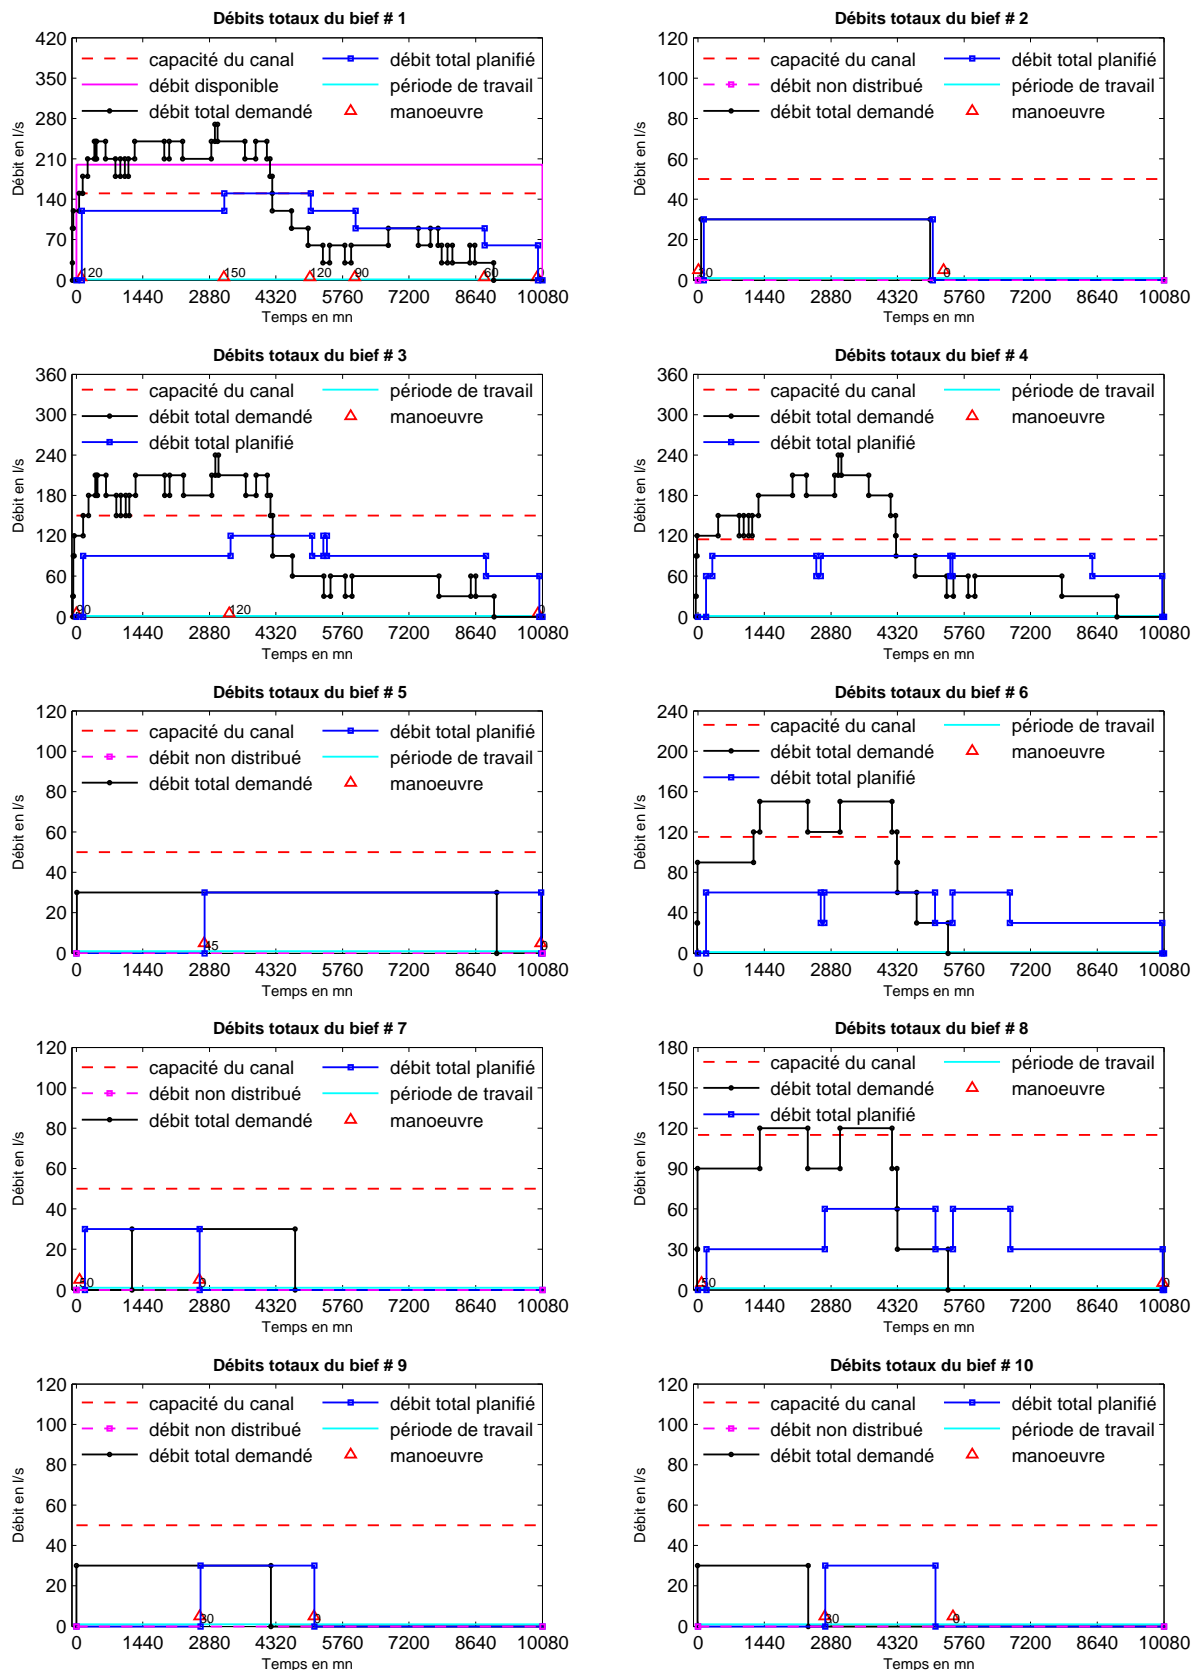 Débits totaux du bief # 1
420
350
280
210
140
70
0
Débit en l/s
capacité du canal
débit disponible
débit total demandé
débit total planifié
période de travail
manoeuvre
120
150
120
90
60
0
0 1440 2880 4320 5760 7200 8640 10080
Temps en mn
Débits totaux du bief # 2
120
100
80
60
40
20
0
Débit en l/s
capacité du canal
débit non distribué
débit total demandé
débit total planifié
période de travail
manoeuvre
30
0
0 1440 2880 4320 5760 7200 8640 10080
Temps en mn
Débits totaux du bief # 3
360
300
240
180
120
60
0
Débit en l/s
capacité du canal
débit total demandé
débit total planifié
période de travail
manoeuvre
90
120
0
0 1440 2880 4320 5760 7200 8640 10080
Temps en mn
Débits totaux du bief # 4
360
300
240
180
120
60
0
Débit en l/s
capacité du canal
débit total demandé
débit total planifié
période de travail
manoeuvre
0 1440 2880 4320 5760 7200 8640 10080
Temps en mn
Débits totaux du bief # 5
120
100
80
60
40
20
0
Débit en l/s
capacité du canal
débit non distribué
débit total demandé
débit total planifié
période de travail
manoeuvre
45
0
0 1440 2880 4320 5760 7200 8640 10080
Temps en mn
Débits totaux du bief # 6
240
200
160
120
80
40
0
Débit en l/s
capacité du canal
débit total demandé
débit total planifié
période de travail
manoeuvre
0 1440 2880 4320 5760 7200 8640 10080
Temps en mn
Débits totaux du bief # 7
120
100
80
60
40
20
0
Débit en l/s
capacité du canal
débit non distribué
débit total demandé
débit total planifié
période de travail
manoeuvre
50
0
0 1440 2880 4320 5760 7200 8640 10080
Temps en mn
Débits totaux du bief # 8
180
150
120
90
60
30
0
Débit en l/s
capacité du canal
débit total demandé
débit total planifié
période de travail
manoeuvre
50
0
0 1440 2880 4320 5760 7200 8640 10080
Temps en mn
Débits totaux du bief # 9
120
100
80
60
40
20
0
Débit en l/s
capacité du canal
débit non distribué
débit total demandé
débit total planifié
période de travail
manoeuvre
30
0
0 1440 2880 4320 5760 7200 8640 10080
Temps en mn
Débits totaux du bief # 10
120
100
80
60
40
20
0
Débit en l/s
capacité du canal
débit non distribué
débit total demandé
débit total planifié
période de travail
manoeuvre
30
0
0 1440 2880 4320 5760 7200 8640 10080
Temps en mn